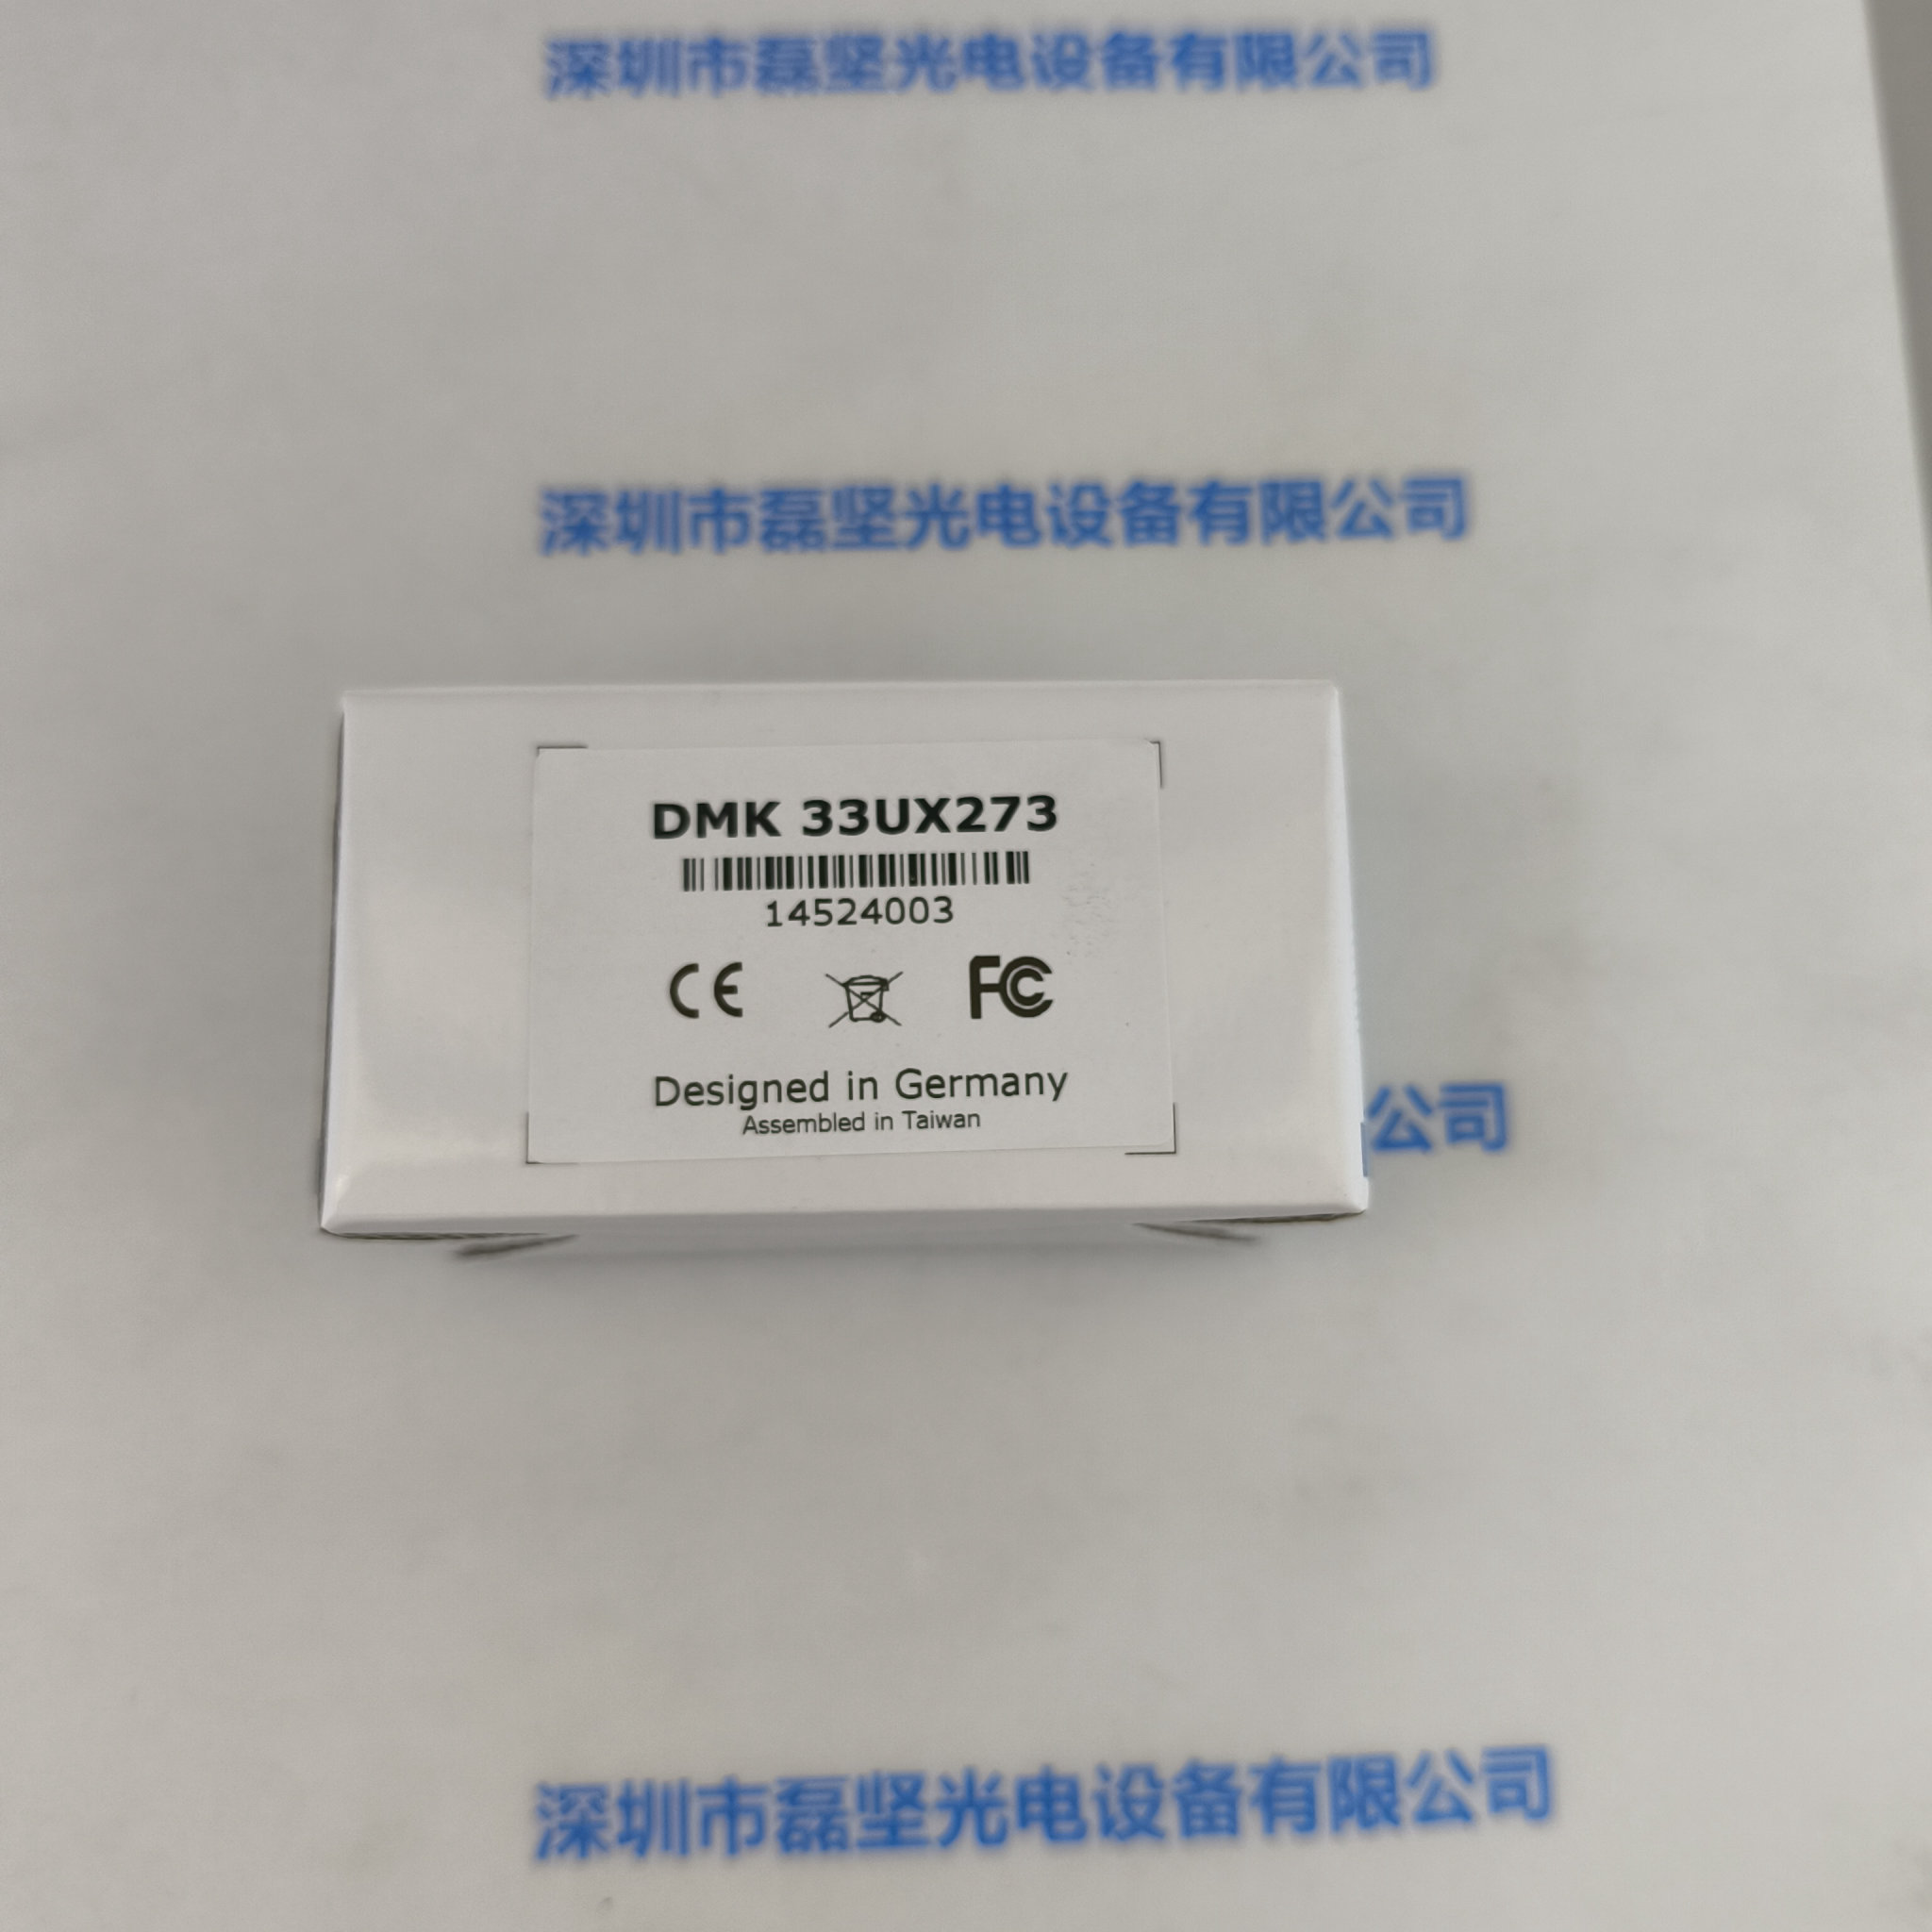 深圳市磊坚光电设备有限公司
深圳市磊坚光电设备有限公司
DMK 33UX273
14524003
CE FC
Designed in Germany
Assembled in Taiwan
公司
深圳市磊坚光电设备有限公司